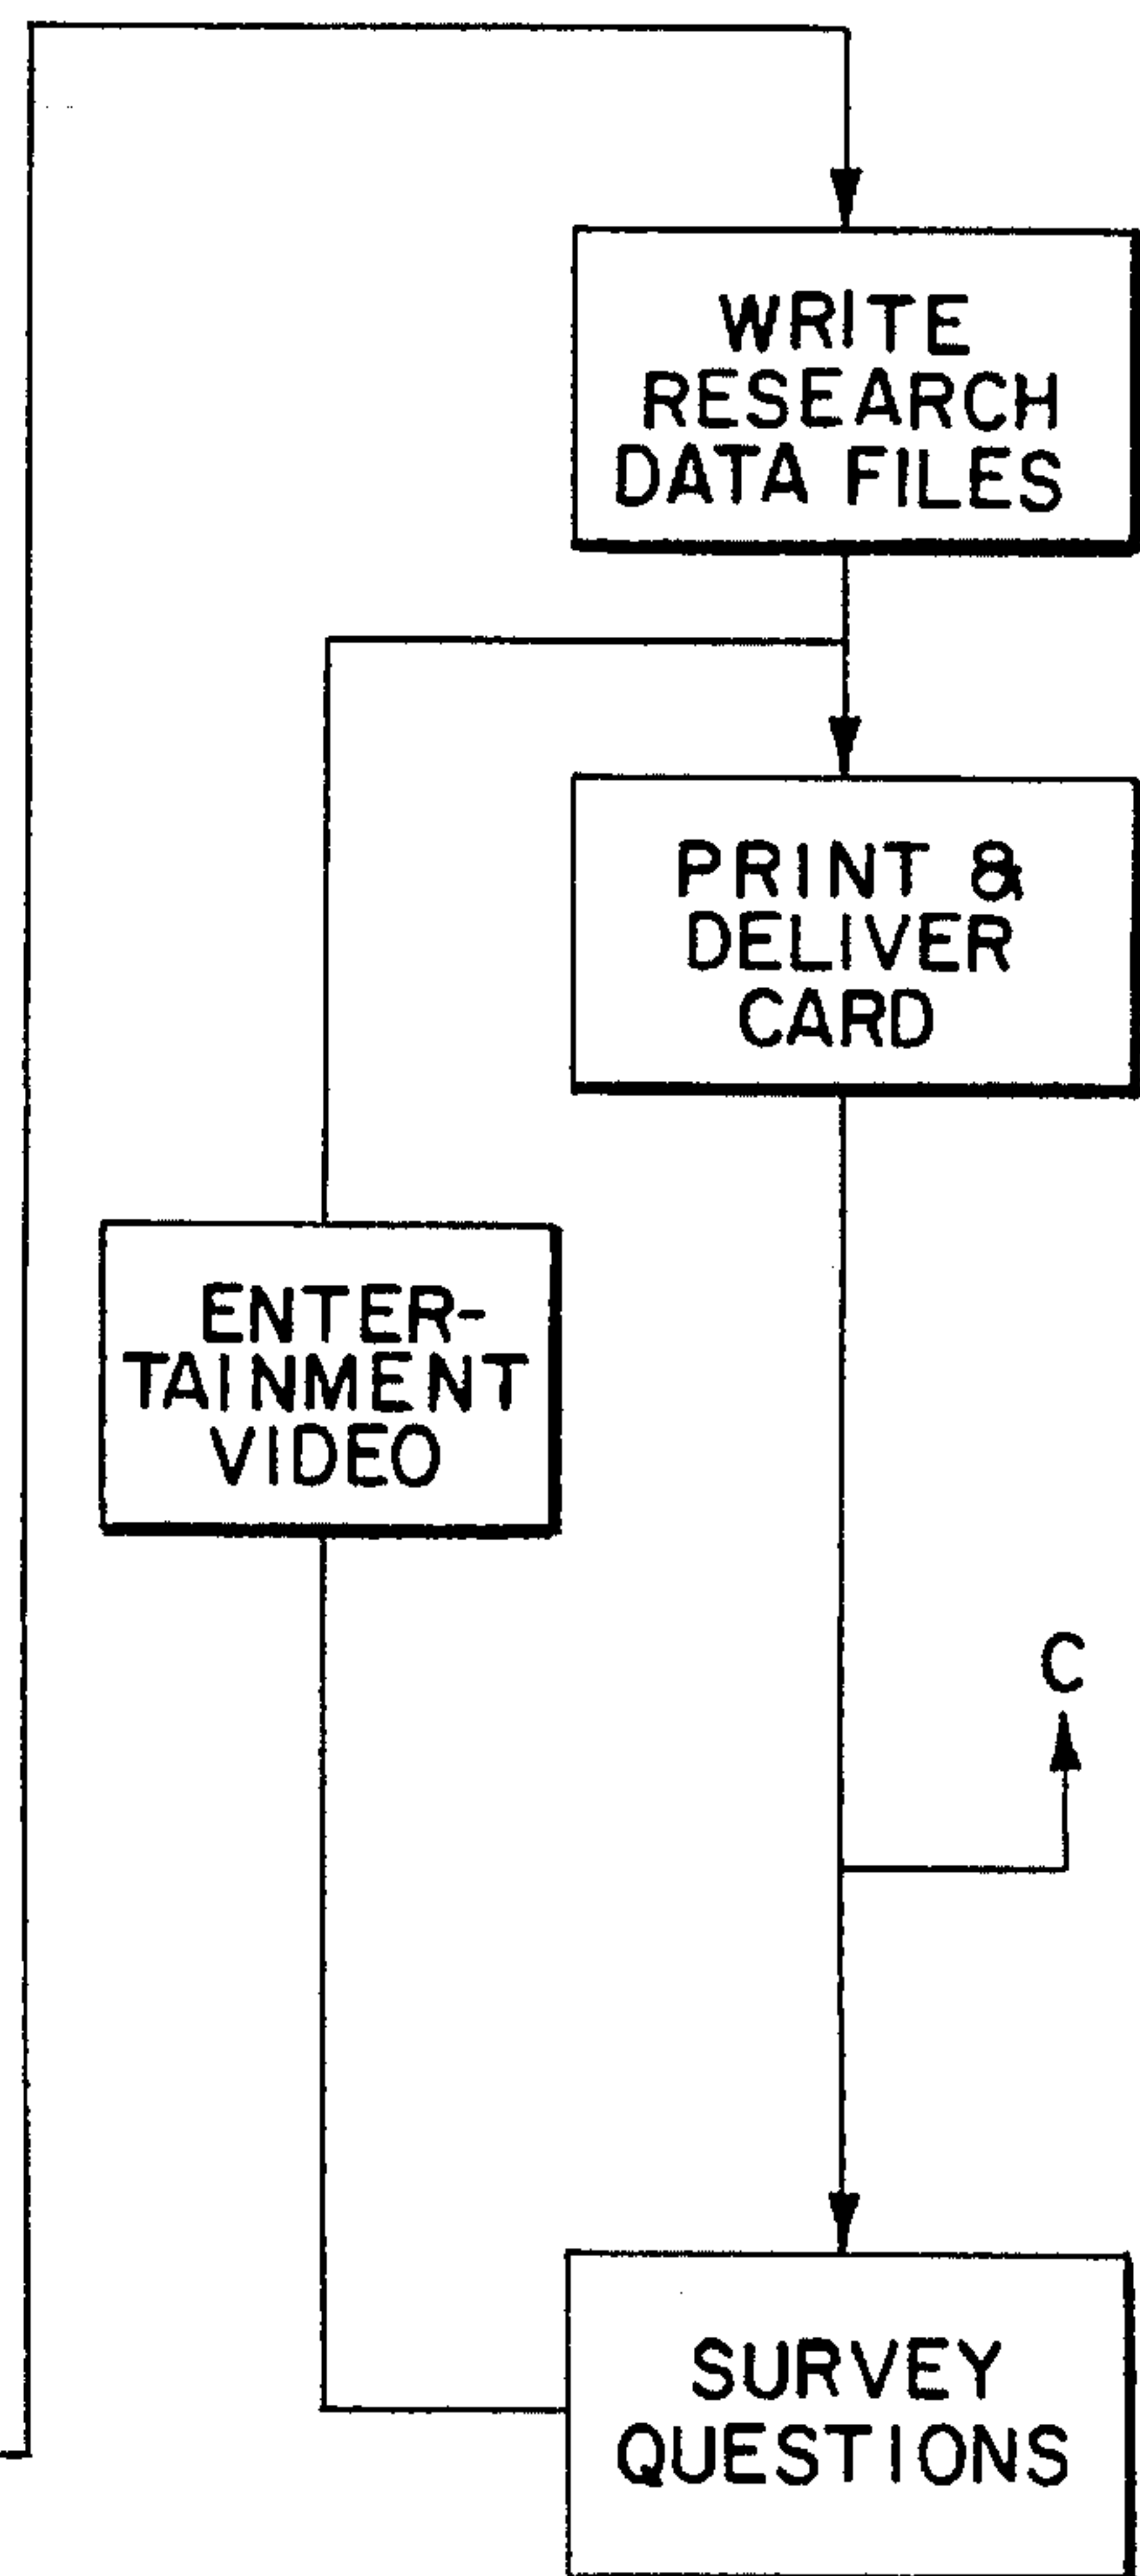 WRITE
RESEARCH
DATA FILES
PRINT &
DELIVER
CARD
ENTER-
TAINMENT
VIDEO
C
SURVEY
QUESTIONS